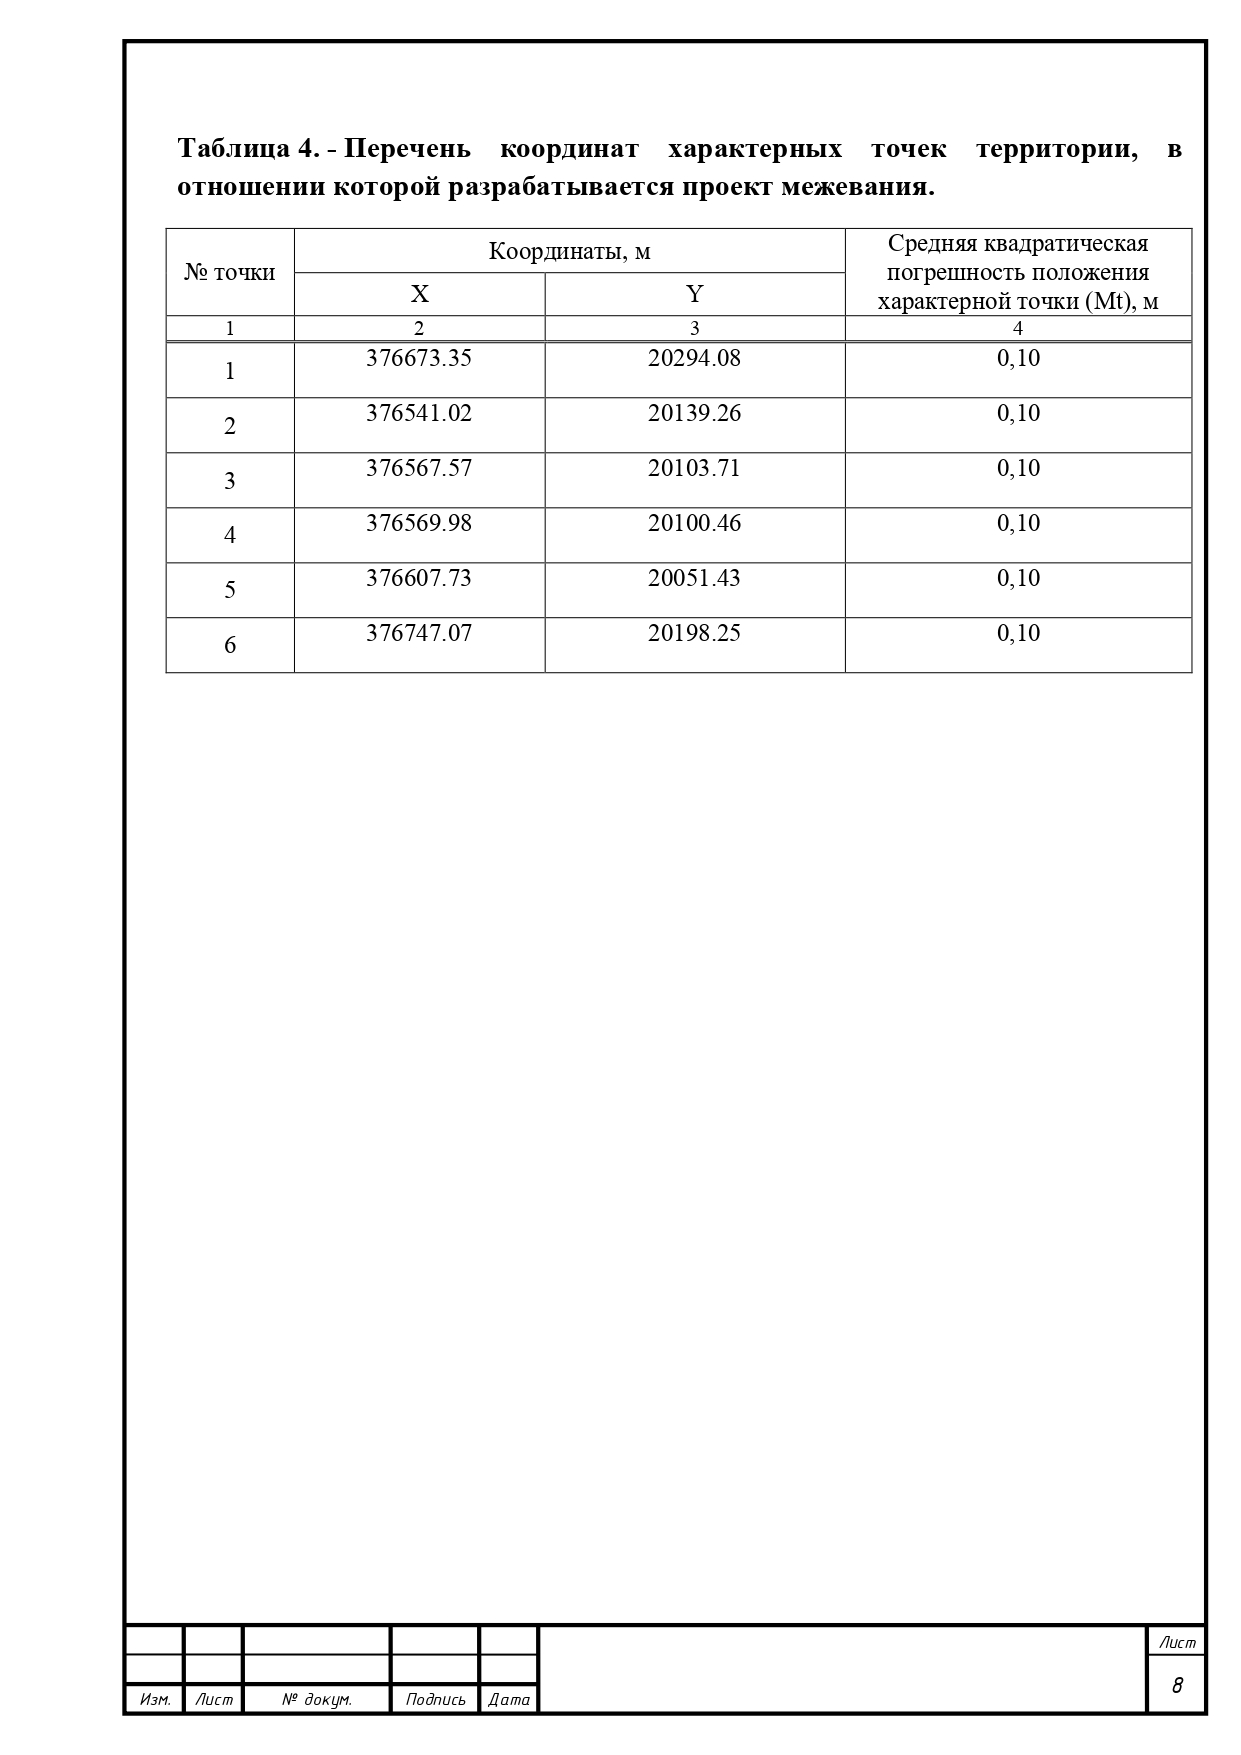 Таблица 4. - Перечень координат характерных точек территории, в
отношении которой разрабатывается проект межевания.
№ точки
Координаты, м
Средняя квадратическая
погрешность положения
характерной точки (Mt), м
X Y
1 2 3 4
1 376673.35 20294.08 0,10
2 376541.02 20139.26 0,10
3 376567.57 20103.71 0,10
4 376569.98 20100.46 0,10
5 376607.73 20051.43 0,10
6 376747.07 20198.25 0,10
Лист
8
Изм. Лист № докум. Подпись Дата